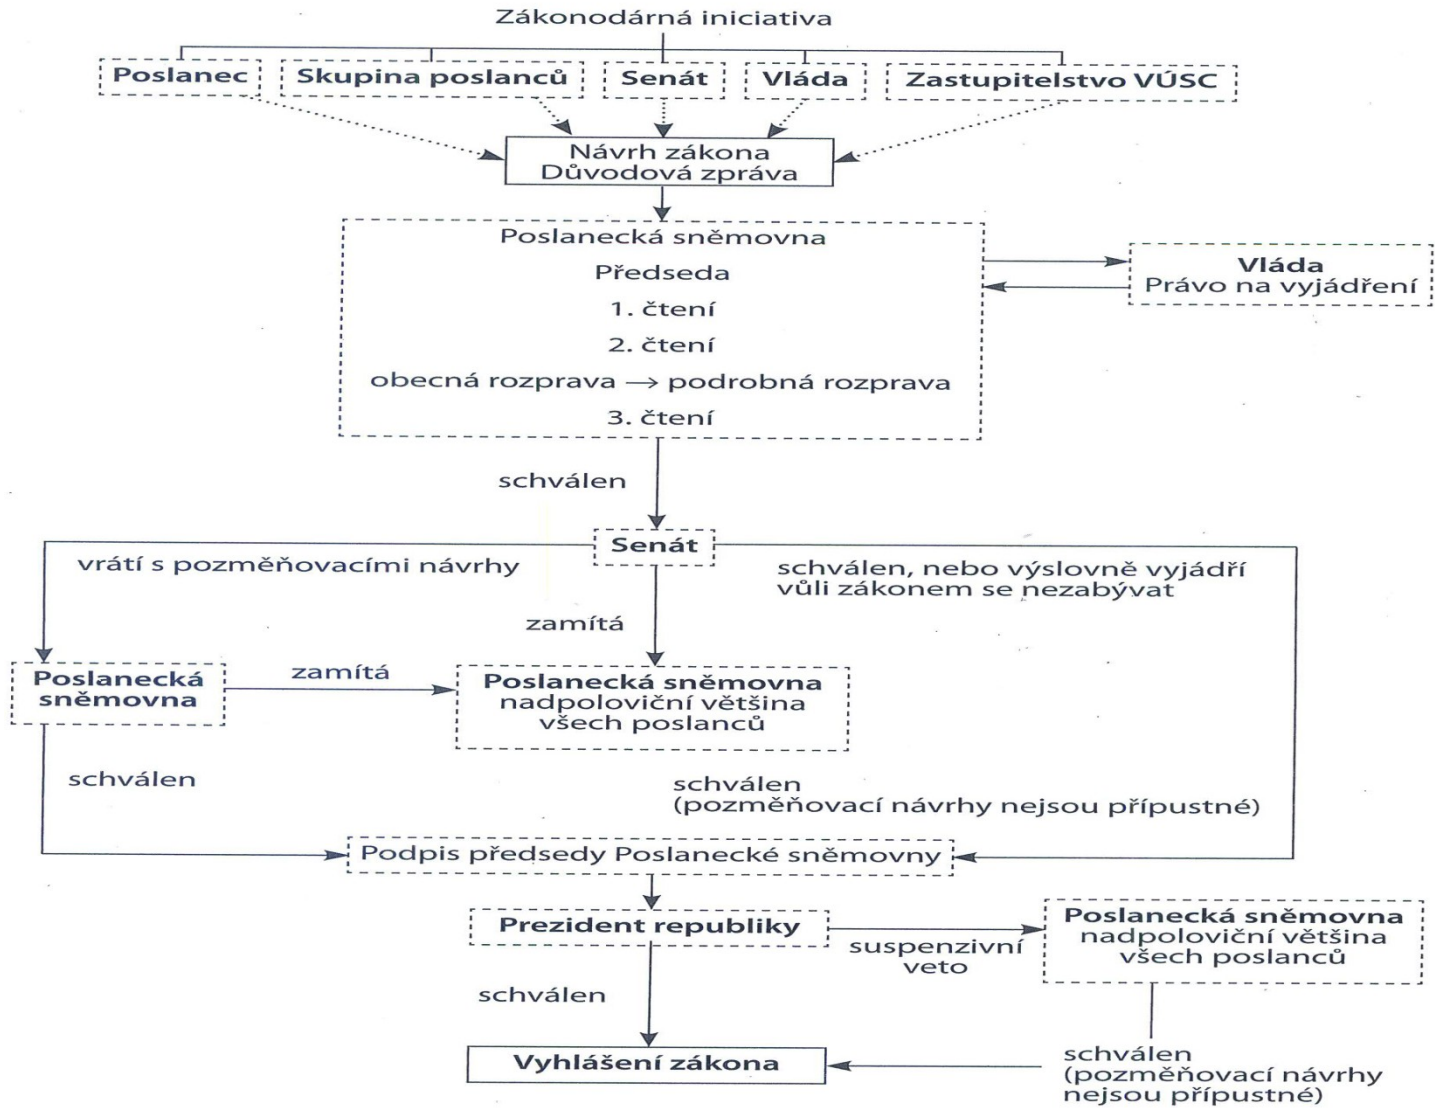 Zákonodárná iniciativa
Poslanec
Skupina poslanců
Senát
Vláda
Zastupitelstvo VÚSC
Návrh zákona
Důvodová zpráva
Poslanecká sněmovna
Předseda
1. čtení
2. čtení
obecná rozprava → podrobná rozprava
3. čtení
Vláda
Právo na vyjádření
schválen
Senát
vrátí s pozměňovacími návrhy
schválen, nebo výslovně vyjádří
vůli zákonem se nezabývat
zamítá
Poslanecká
sněmovna
zamítá
Poslanecká sněmovna
nadpoloviční většina
všech poslanců
schválen
schválen
(pozměňovací návrhy nejsou přípustné)
Podpis předsedy Poslanecké sněmovny
Prezident republiky
suspenzivní
veto
Poslanecká sněmovna
nadpoloviční většina
všech poslanců
schválen
Vyhlášení zákona
schválen
(pozměňovací návrhy
nejsou přípustné)